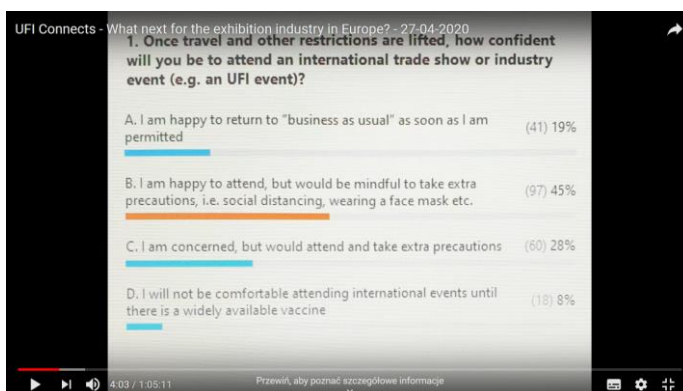 UFI Connects - What next for the exhibition industry in Europe? - 27-04-2020
1. Once travel and other restrictions are lifted, how confident
will you be to attend an international trade show or industry
event (e.g. an UFI event)?
A. I am happy to return to "business as usual" as soon as I am
permitted
(41) 19%
B. I am happy to attend, but would be mindful to take extra
precautions, i.e. social distancing, wearing a face mask etc.
(97) 45%
C. I am concerned, but would attend and take extra precautions
(60) 28%
D. I will not be comfortable attending international events until
there is a widely available vaccine
(18) 8%
4:03 / 1:05:11
Przewiń, aby poznać szczegółowe informacje